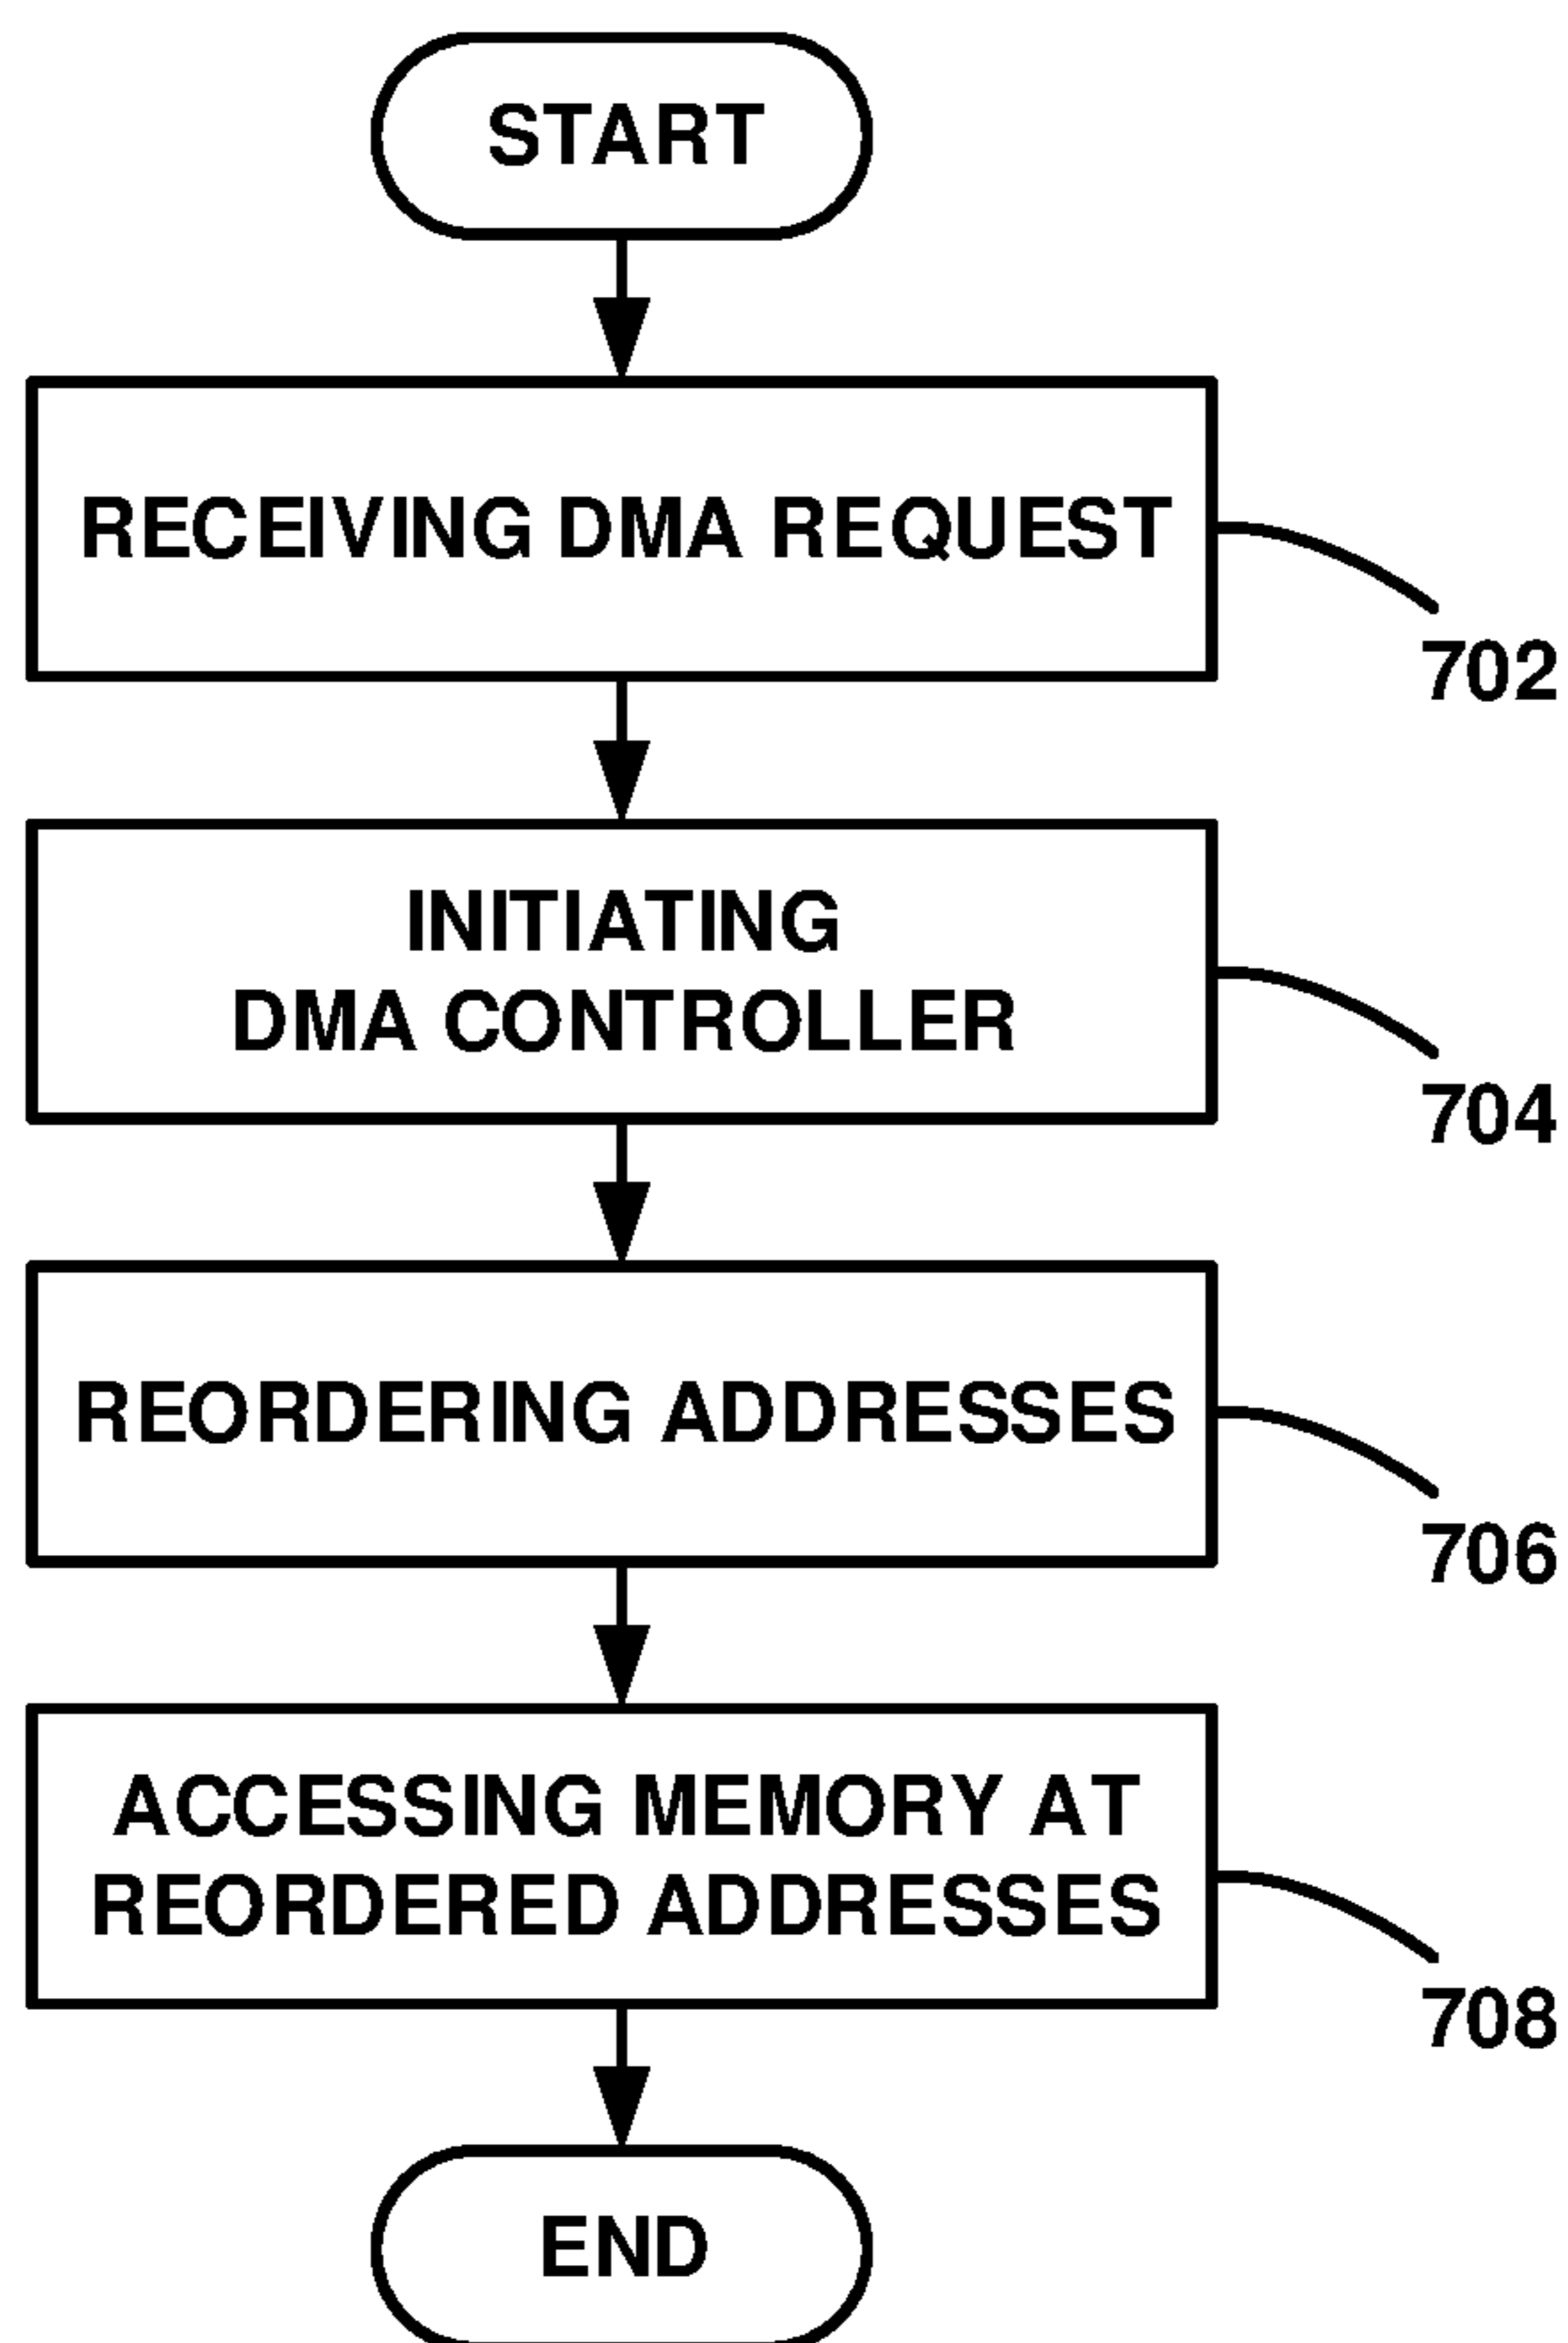 START
RECEIVING DMA REQUEST
702
INITIATING
DMA CONTROLLER
704
REORDERING ADDRESSES
706
ACCESSING MEMORY AT
REORDERED ADDRESSES
708
END